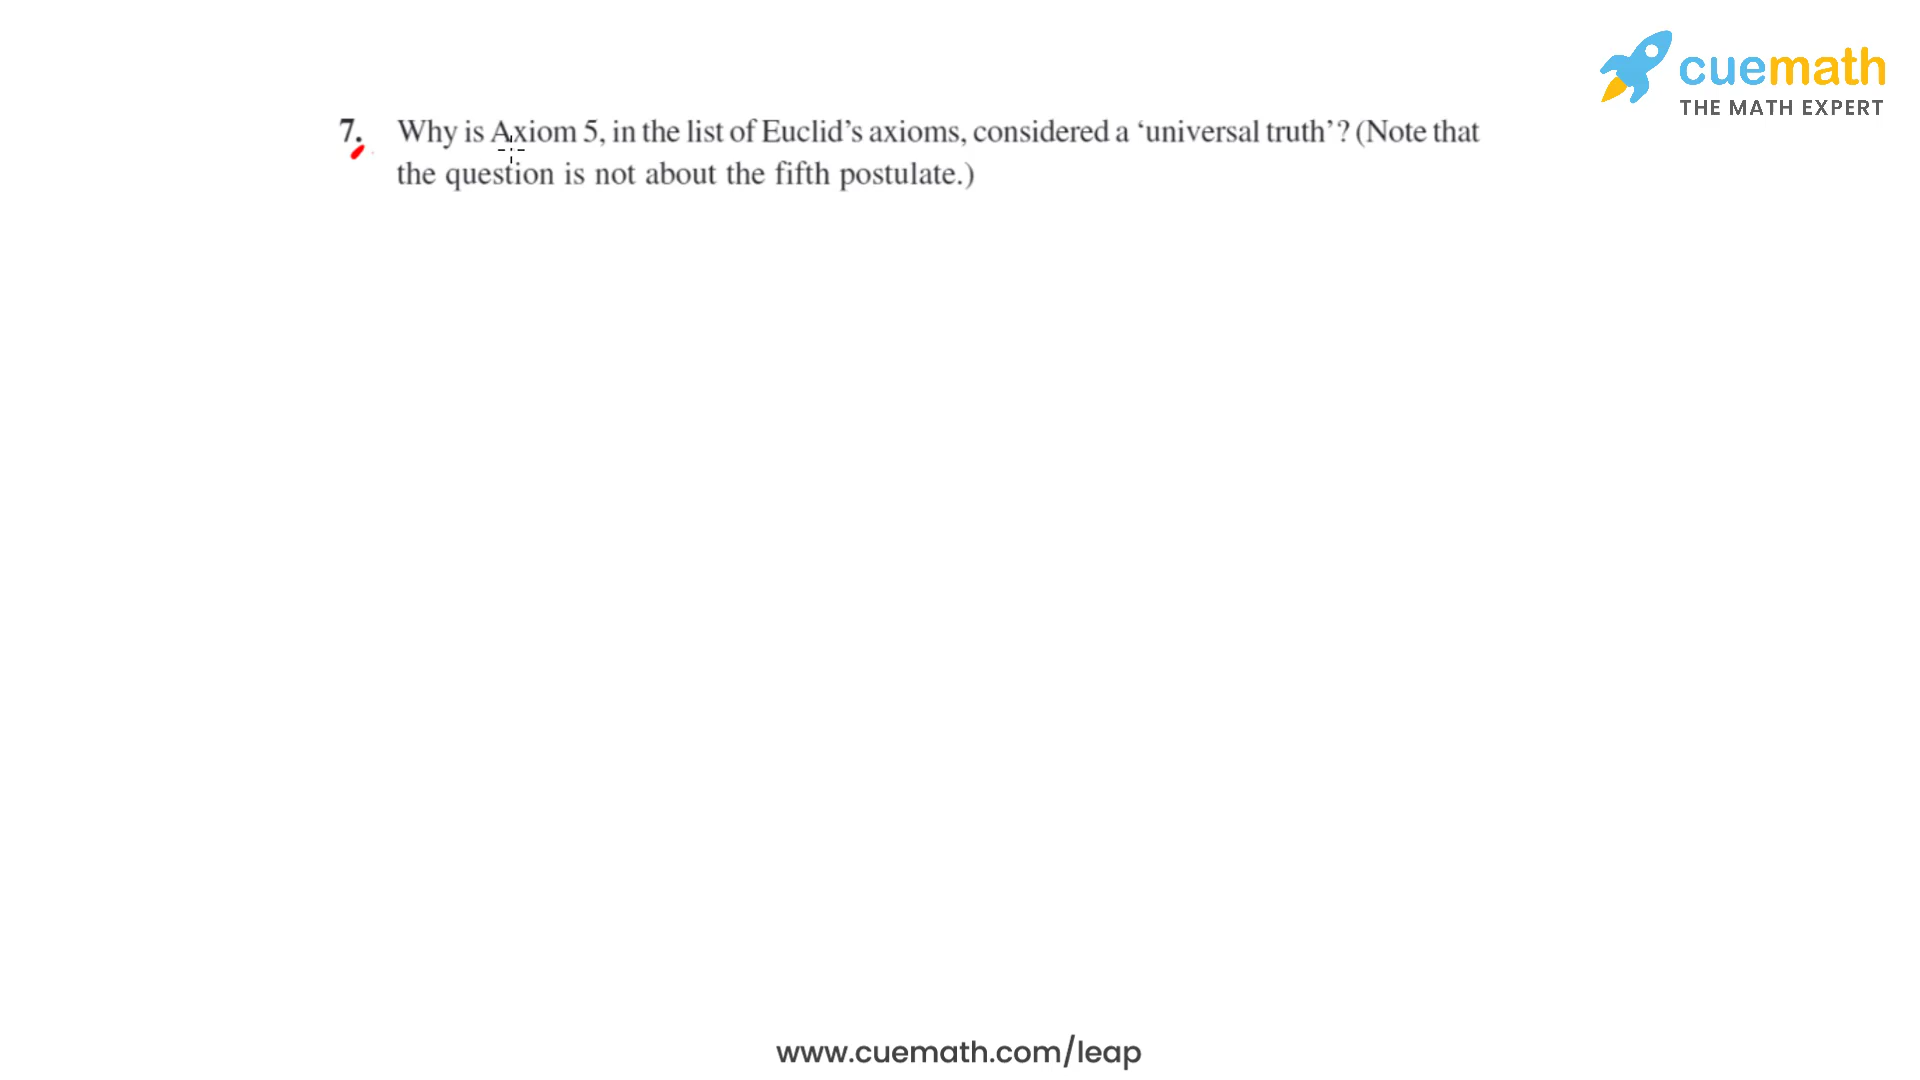 cuemath
THE MATH EXPERT
7. Why is Axiom 5, in the list of Euclid’s axioms, considered a ‘universal truth’? (Note that
the question is not about the fifth postulate.)
www.cuemath.com/leap